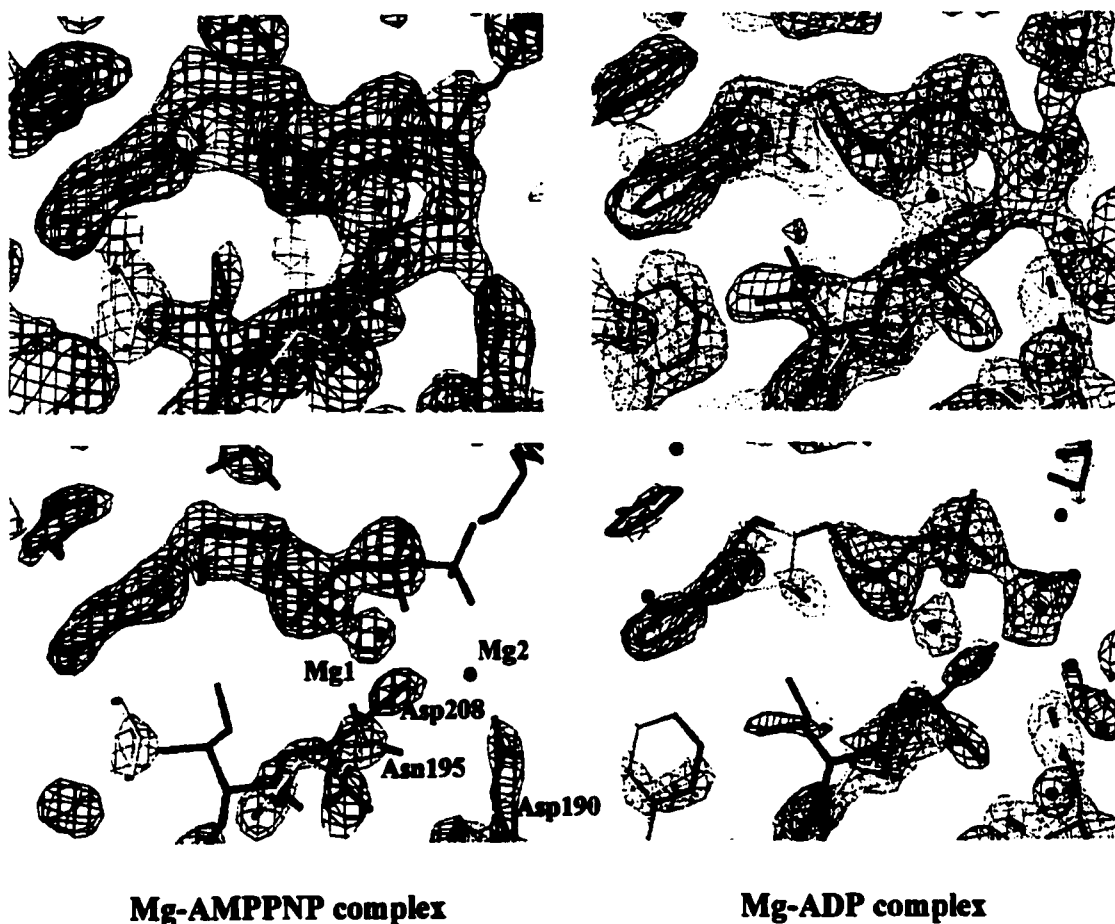 Mg1
Mg2
Asp208
Asn195
Asp190
Mg-AMPPNP complex
Mg-ADP complex